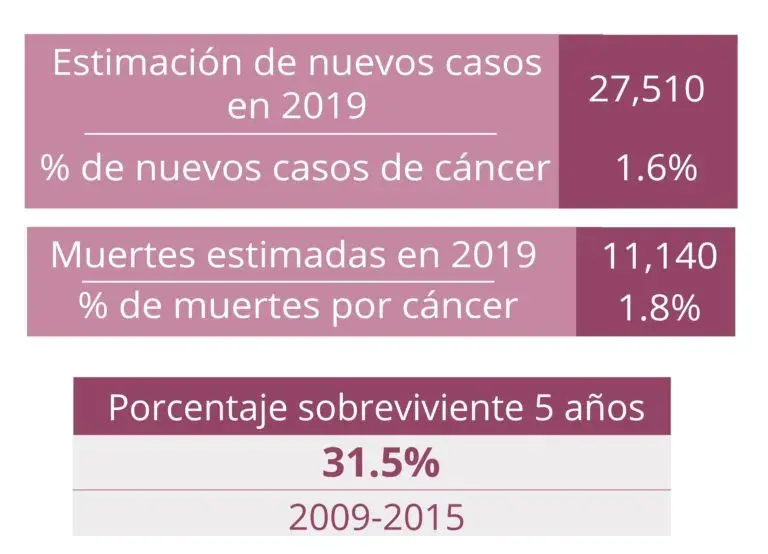 Estimación de nuevos casos
en 2019
27,510
% de nuevos casos de cáncer
1.6%
Muertes estimadas en 2019
11,140
% de muertes por cáncer
1.8%
Porcentaje sobreviviente 5 años
31.5%
2009-2015